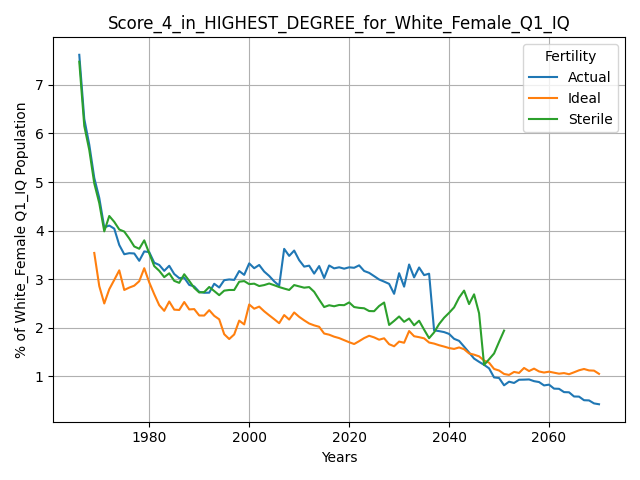 Score_4_in_HIGHEST_DEGREE_for_White_Female_Q1_IQ
Fertility
Actual
Ideal
Sterile
% of White_Female Q1_IQ Population
7
6
5
4
3
2
1
1980 2000 2020 2040 2060
Years